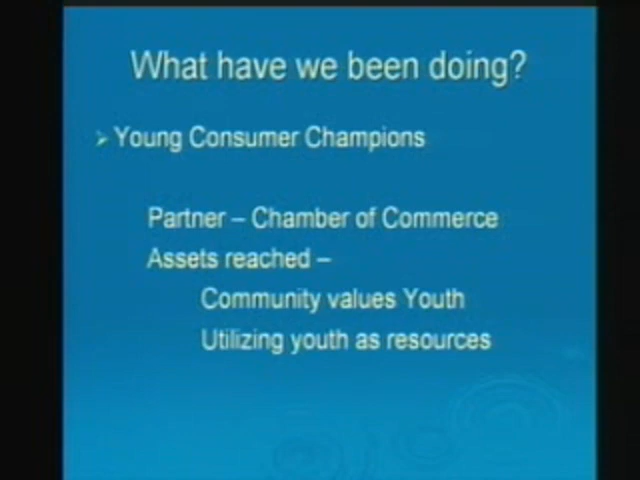 What have we been doing?
Young Consumer Champions
Partner – Chamber of Commerce
Assets reached –
Community values Youth
Utilizing youth as resources